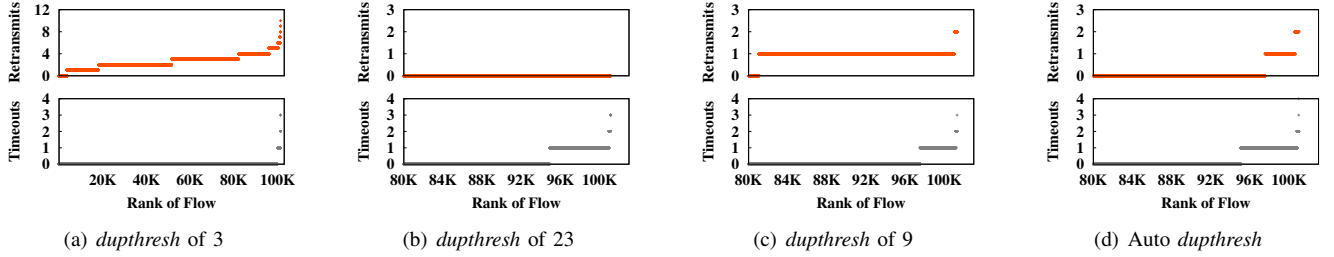 Retransmits
12
8
4
0
Timeouts
4
3
2
1
0
20K 40K 60K 80K 100K
Rank of Flow
(a) dupthresh of 3
Retransmits
3
2
1
0
Timeouts
4
3
2
1
0
80K 84K 88K 92K 96K 100K
Rank of Flow
(b) dupthresh of 23
Retransmits
3
2
1
0
Timeouts
4
3
2
1
0
80K 84K 88K 92K 96K 100K
Rank of Flow
(c) dupthresh of 9
Retransmits
3
2
1
0
Timeouts
4
3
2
1
0
80K 84K 88K 92K 96K 100K
Rank of Flow
(d) Auto dupthresh